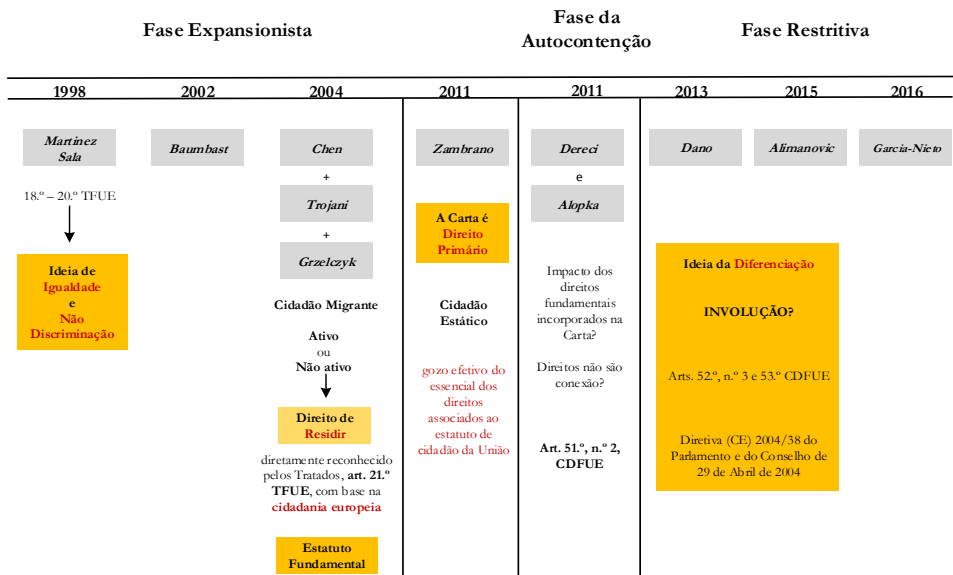 Fase Expansionista
Fase da
Autocontenção
Fase Restritiva
1998
2002
2004
2011
2011
2013
2015
2016
Martinez
Sala
Baumbast
Chen
Zambrano
Dereci
Dano
Alimanovic
Garcia-Nieto
18.º – 20.º TFUE
Ideia de
Igualdade
e
Não
Discriminação
+
Trojani
+
Grzelczyk
Cidadão Migrante
Ativo
ou
Não ativo
Direito de
Residir
diretamente reconhecido
pelos Tratados, art. 21.º
TFUE, com base na
cidadania europeia
Estatuto
Fundamental
A Carta é
Direito
Primário
Cidadão
Estático
gozo efetivo do
essencial dos
direitos
associados ao
estatuto de
cidadão da União
e
Alopka
Impacto dos
direitos
fundamentais
incorporados na
Carta?
Direitos não são
conexão?
Art. 51.º, n.º 2,
CDFUE
Ideia da Diferenciação
INVOLUÇÃO?
Arts. 52.º, n.º 3 e 53.º CDFUE
Diretiva (CE) 2004/38 do
Parlamento e do Conselho de
29 de Abril de 2004